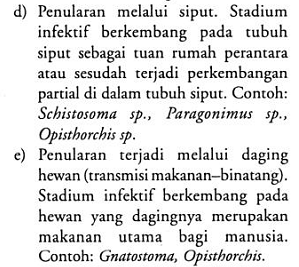 d) Penularan melalui siput. Stadium
infektif berkembang pada tubuh
siput sebagai tuan rumah perantara
atau sesudah terjadi perkembangan
partial di dalam tubuh siput. Contoh:
Schistosoma sp., Paragonimus sp.,
Opisthorchis sp.
e) Penularan terjadi melalui daging
hewan (transmisi makanan–binatang).
Stadium infektif berkembang pada
hewan yang dagingnya merupakan
makanan utama bagi manusia.
Contoh: Gnatostoma, Opisthorchis.